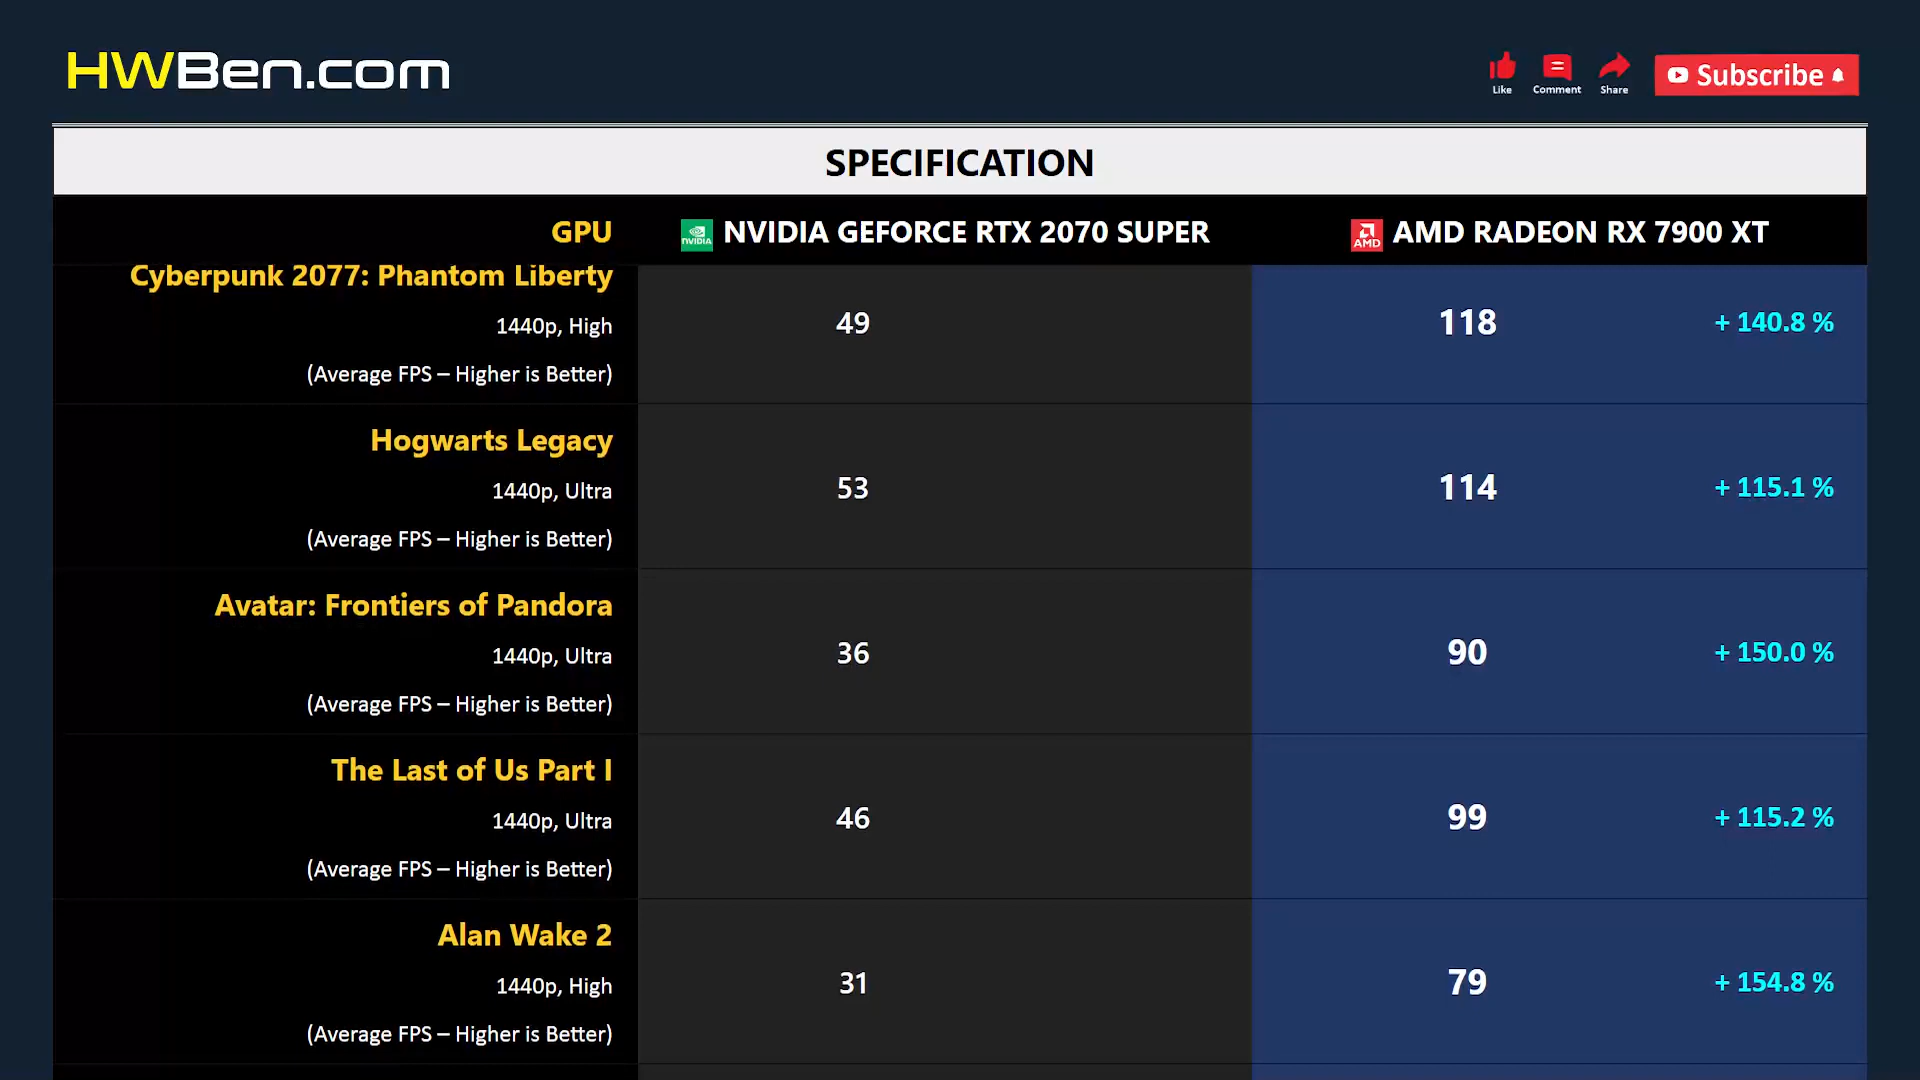 HWBen.com
Like
Comment
Share
Subscribe
SPECIFICATION
GPU
NVIDIA
NVIDIA GEFORCE RTX 2070 SUPER
AMD
AMD RADEON RX 7900 XT
Cyberpunk 2077: Phantom Liberty
1440p, High
(Average FPS – Higher is Better)
49
118
+ 140.8 %
Hogwarts Legacy
1440p, Ultra
(Average FPS – Higher is Better)
53
114
+ 115.1 %
Avatar: Frontiers of Pandora
1440p, Ultra
(Average FPS – Higher is Better)
36
90
+ 150.0 %
The Last of Us Part I
1440p, Ultra
(Average FPS – Higher is Better)
46
99
+ 115.2 %
Alan Wake 2
1440p, High
(Average FPS – Higher is Better)
31
79
+ 154.8 %